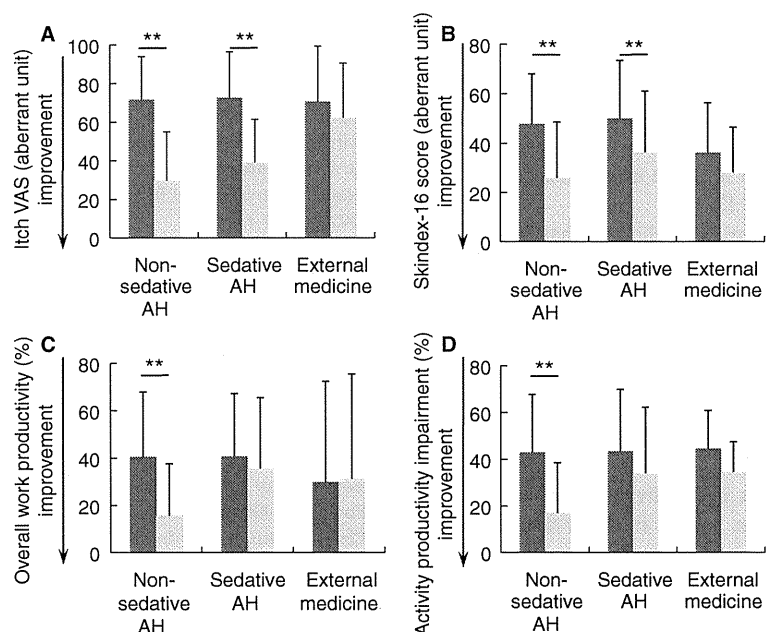 A
Itch VAS (aberrant unit)
improvement
100
80
60
40
20
0
**
**
Non-
sedative
AH
Sedative
AH
External
medicine
B
Skindex-16 score (aberrant unit)
improvement
80
60
40
20
0
**
**
Non-
sedative
AH
Sedative
AH
External
medicine
C
Overall work productivity (%)
improvement
80
60
40
20
0
**
Non-
sedative
AH
Sedative
AH
External
medicine
D
Activity productivity impairment (%)
improvement
80
60
40
20
0
**
Non-
sedative
AH
Sedative
AH
External
medicine